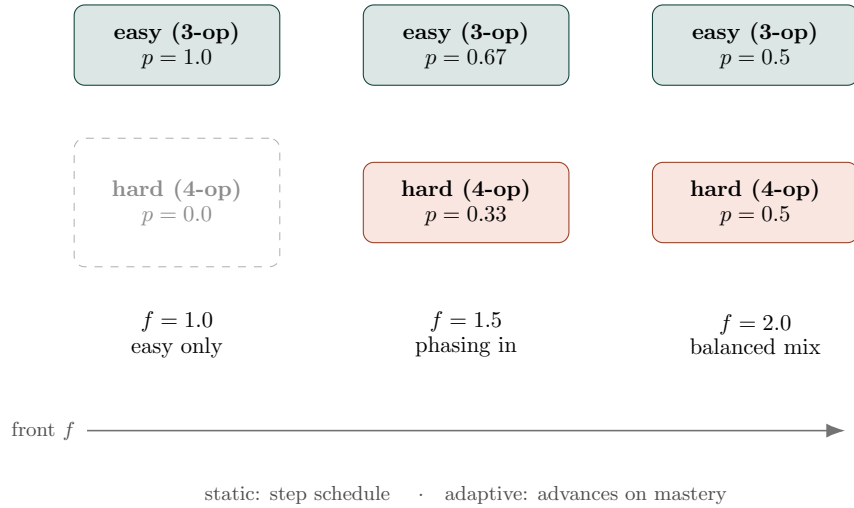 easy (3-op)
p = 1.0
easy (3-op)
p = 0.67
easy (3-op)
p = 0.5
hard (4-op)
p = 0.0
hard (4-op)
p = 0.33
hard (4-op)
p = 0.5
f = 1.0
easy only
f = 1.5
phasing in
f = 2.0
balanced mix
front f
static: step schedule · adaptive: advances on mastery